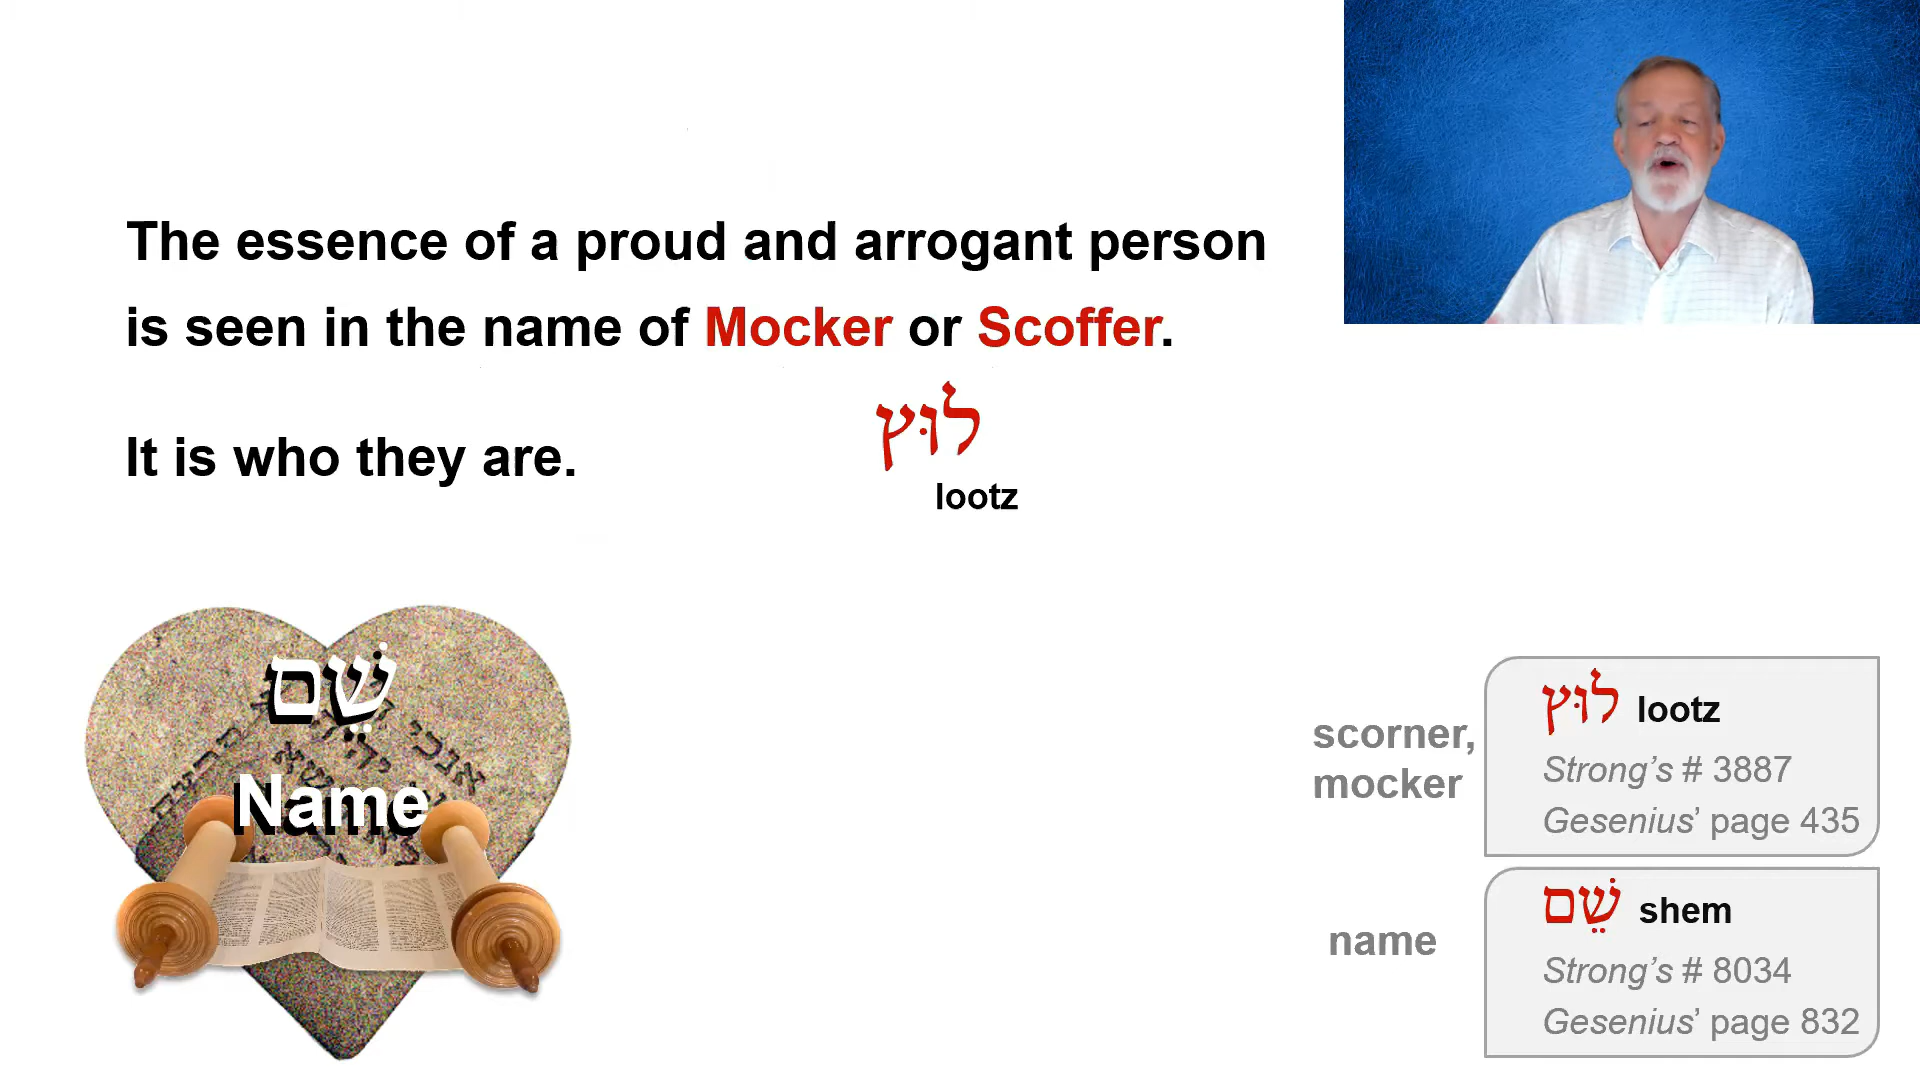 The essence of a proud and arrogant person
is seen in the name of Mocker or Scoffer.
לוּץ
It is who they are.
lootz
שֵׁם
Name
אנכי
scorner,
mocker
לוּץ lootz
Strong’s # 3887
Gesenius’ page 435
name
שֵׁם shem
Strong’s # 8034
Gesenius’ page 832